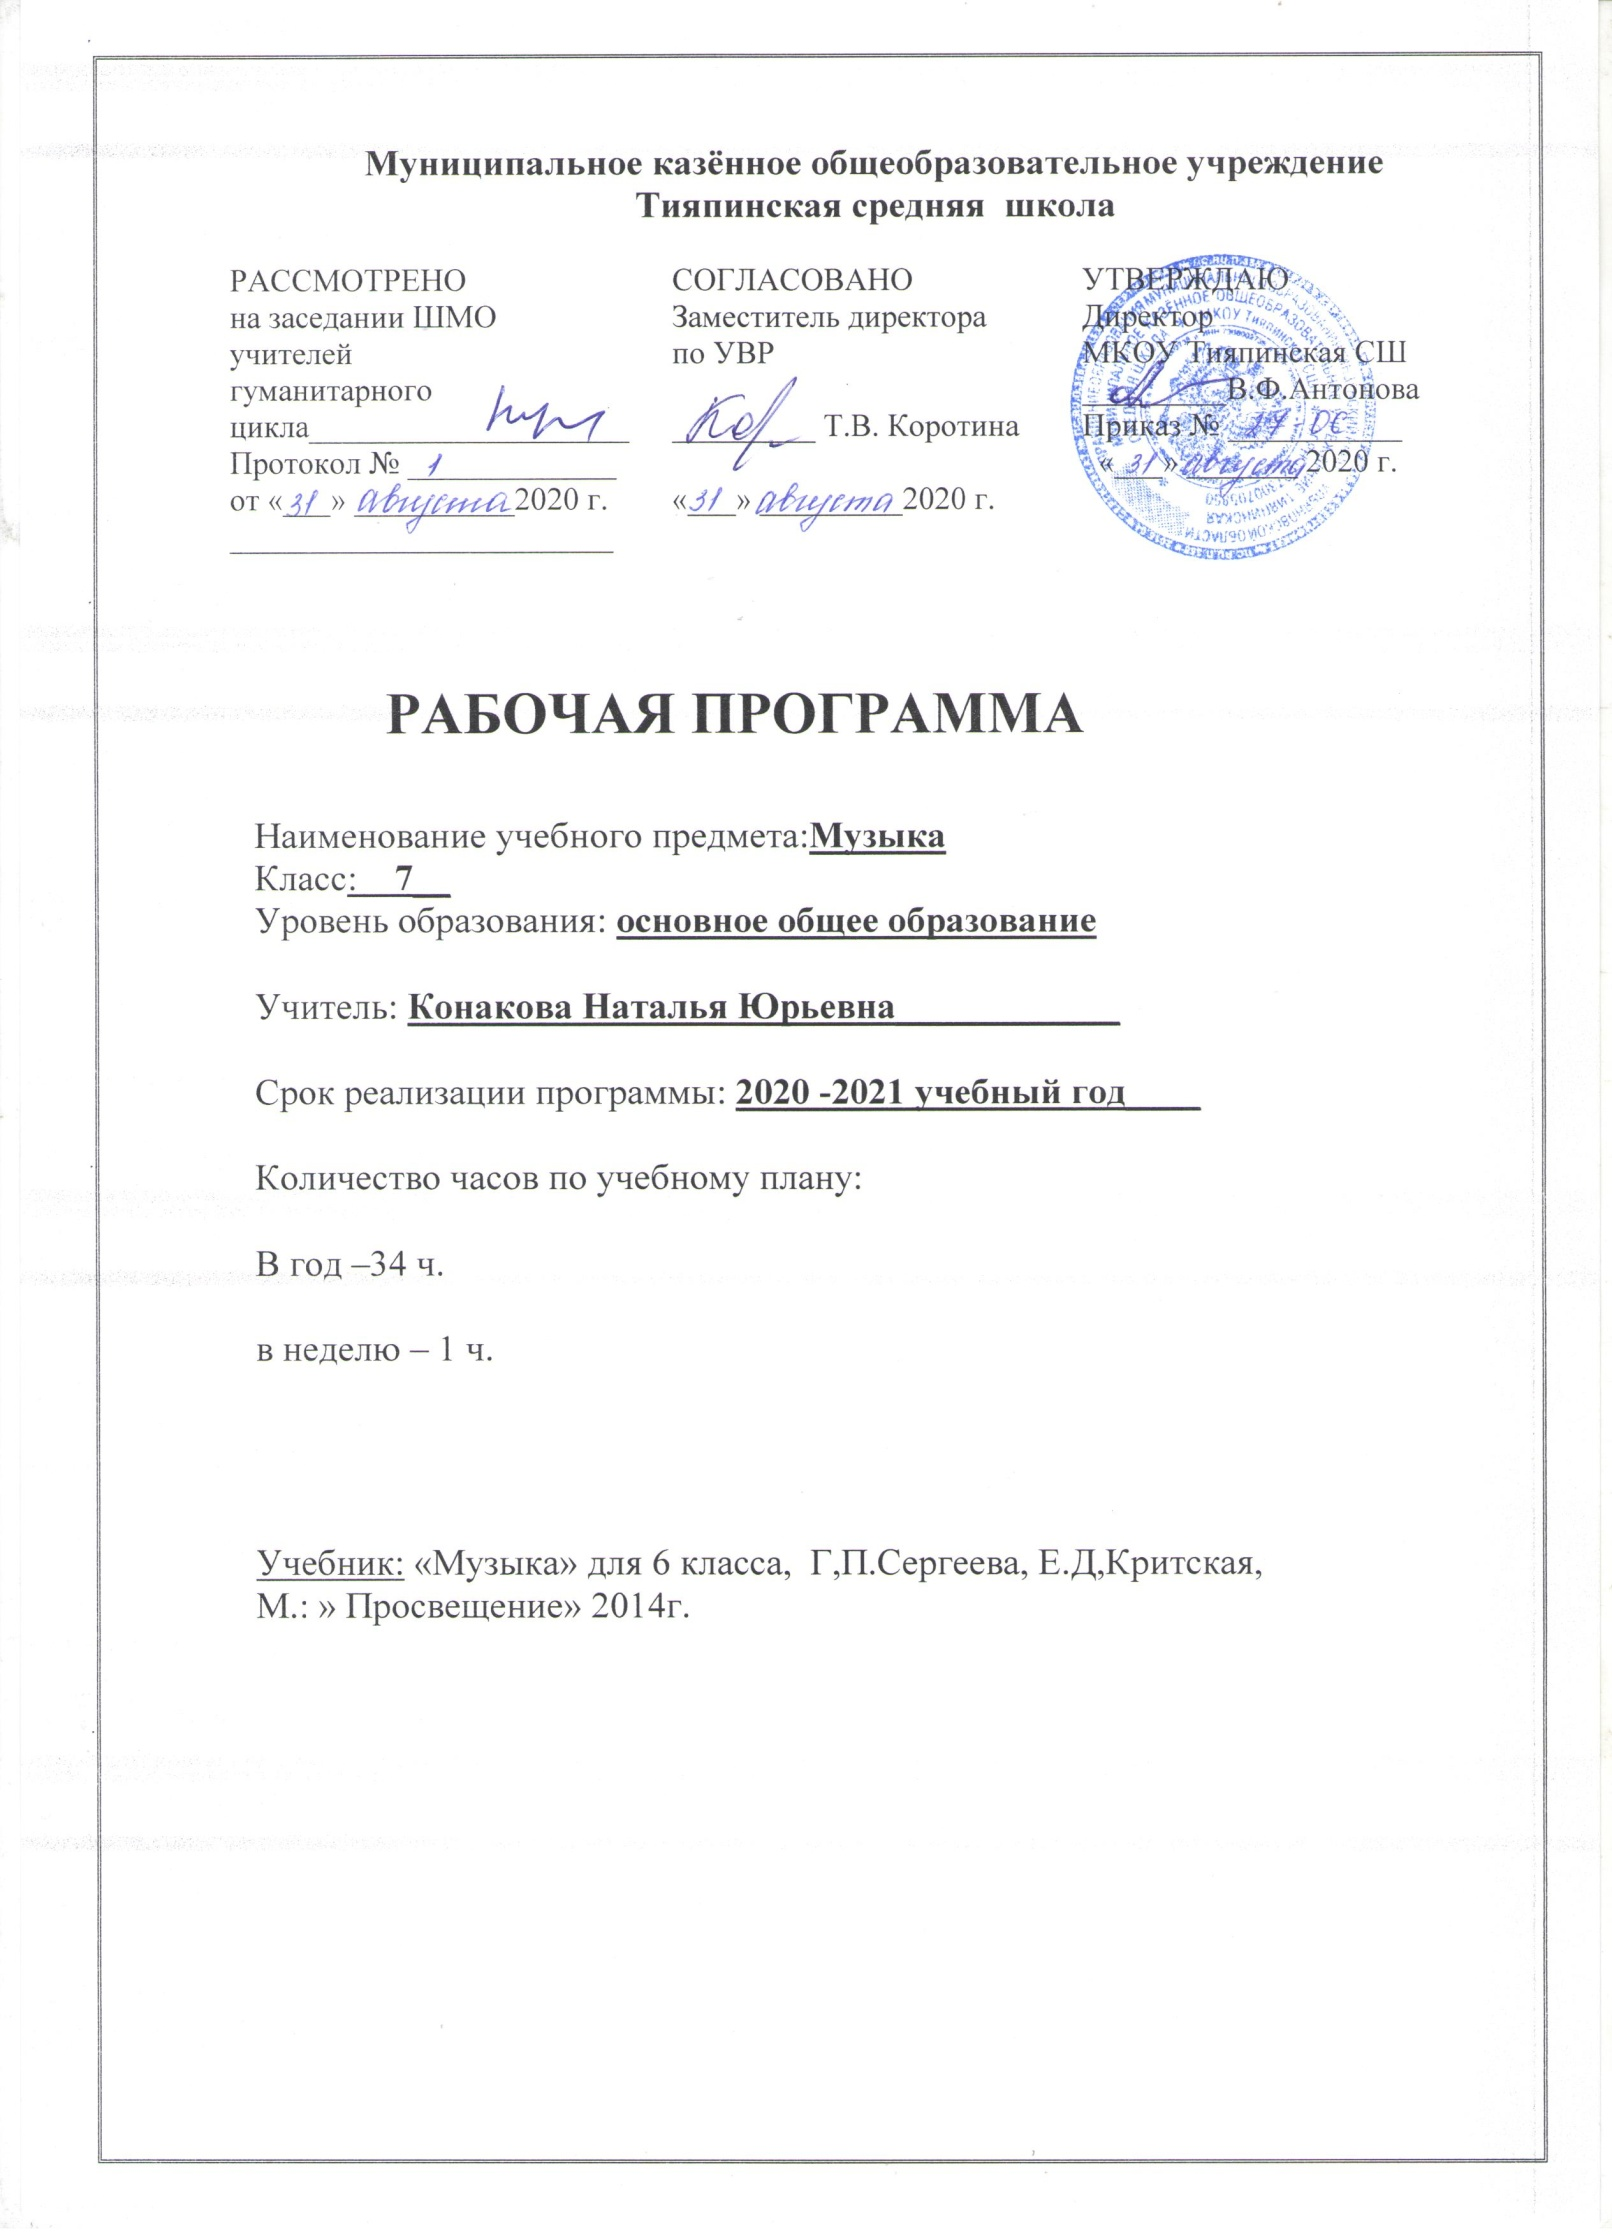 Муниципальное казённое общеобразовательное учреждение
Тияпинская средняя школа
РАССМОТРЕНО
на заседании ШМО
учителей
гуманитарного
цикла____________________
Протокол № 1
от «31» августа 2020 г.
СОГЛАСОВАНО
Заместитель директора
по УВР
_________ Т.В. Коротина
«31» августа 2020 г.
УТВЕРЖДАЮ
Директор
МКОУ Тияпинская СШ
_________В.Ф.Антонова
Приказ №
«31» августа 2020 г.
РАБОЧАЯ ПРОГРАММА
Наименование учебного предмета:Музыка
Класс: 7
Уровень образования: основное общее образование
Учитель: Конакова Наталья Юрьевна
Срок реализации программы: 2020 -2021 учебный год
Количество часов по учебному плану:
В год –34 ч.
в неделю – 1 ч.
Учебник: «Музыка» для 6 класса, Г,П.Сергеева, Е.Д,Критская,
М.: » Просвещение» 2014г.